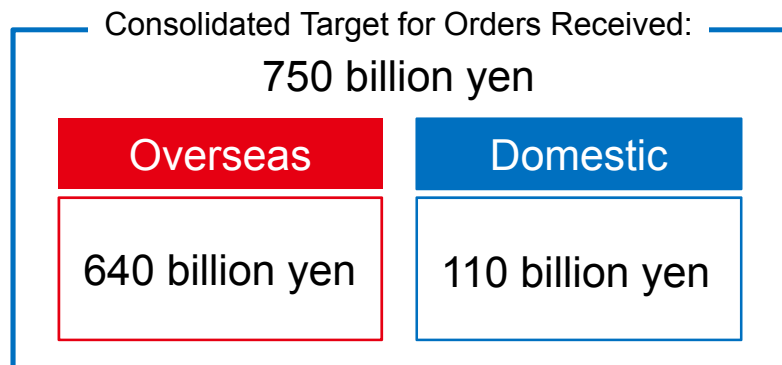 Consolidated Target for Orders Received:
750 billion yen
Overseas
Domestic
640 billion yen
110 billion yen